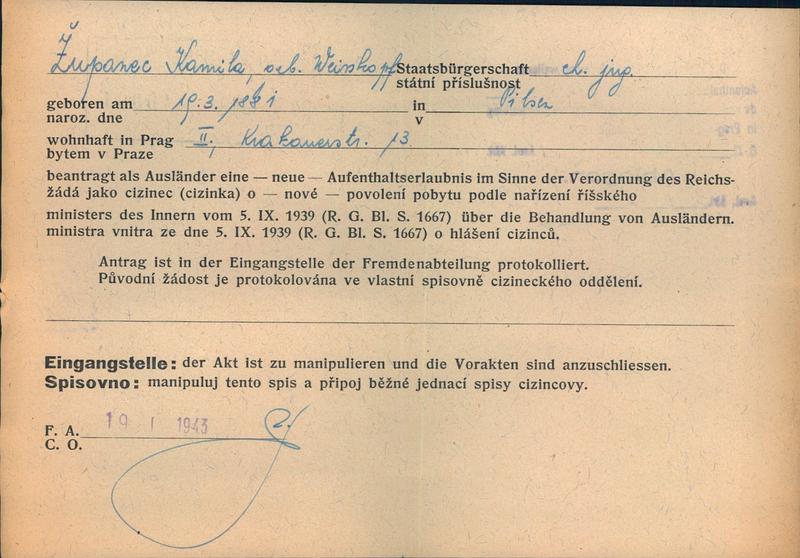 Županec Kamila, geb. Weisskopf Staatsbürgerschaft ch. jug.
státní příslušnost
geboren am 19.3.1881 in Pilsen
naroz. dne v
wohnhaft in Prag II., Krakauerstr. 13
bytem v Praze
beantragt als Ausländer eine — neue — Aufenthaltserlaubnis im Sinne der Verordnung des Reichs-
žádá jako cizinec (cizinka) o — nové — povolení pobytu podle nařízení říšského
ministers des Innern vom 5. IX. 1939 (R. G. Bl. S. 1667) über die Behandlung von Ausländern.
ministra vnitra ze dne 5. IX. 1939 (R. G. Bl. S. 1667) o hlášení cizinců.
Antrag ist in der Eingangstelle der Fremdenabteilung protokolliert.
Původní žádost je protokolována ve vlastní spisovně cizineckého oddělení.
Eingangstelle: der Akt ist zu manipulieren und die Vorakten sind anzuschliessen.
Spisovno: manipuluj tento spis a připoj běžné jednací spisy cizincovy.
F. A. 19 I 1943
C. O.